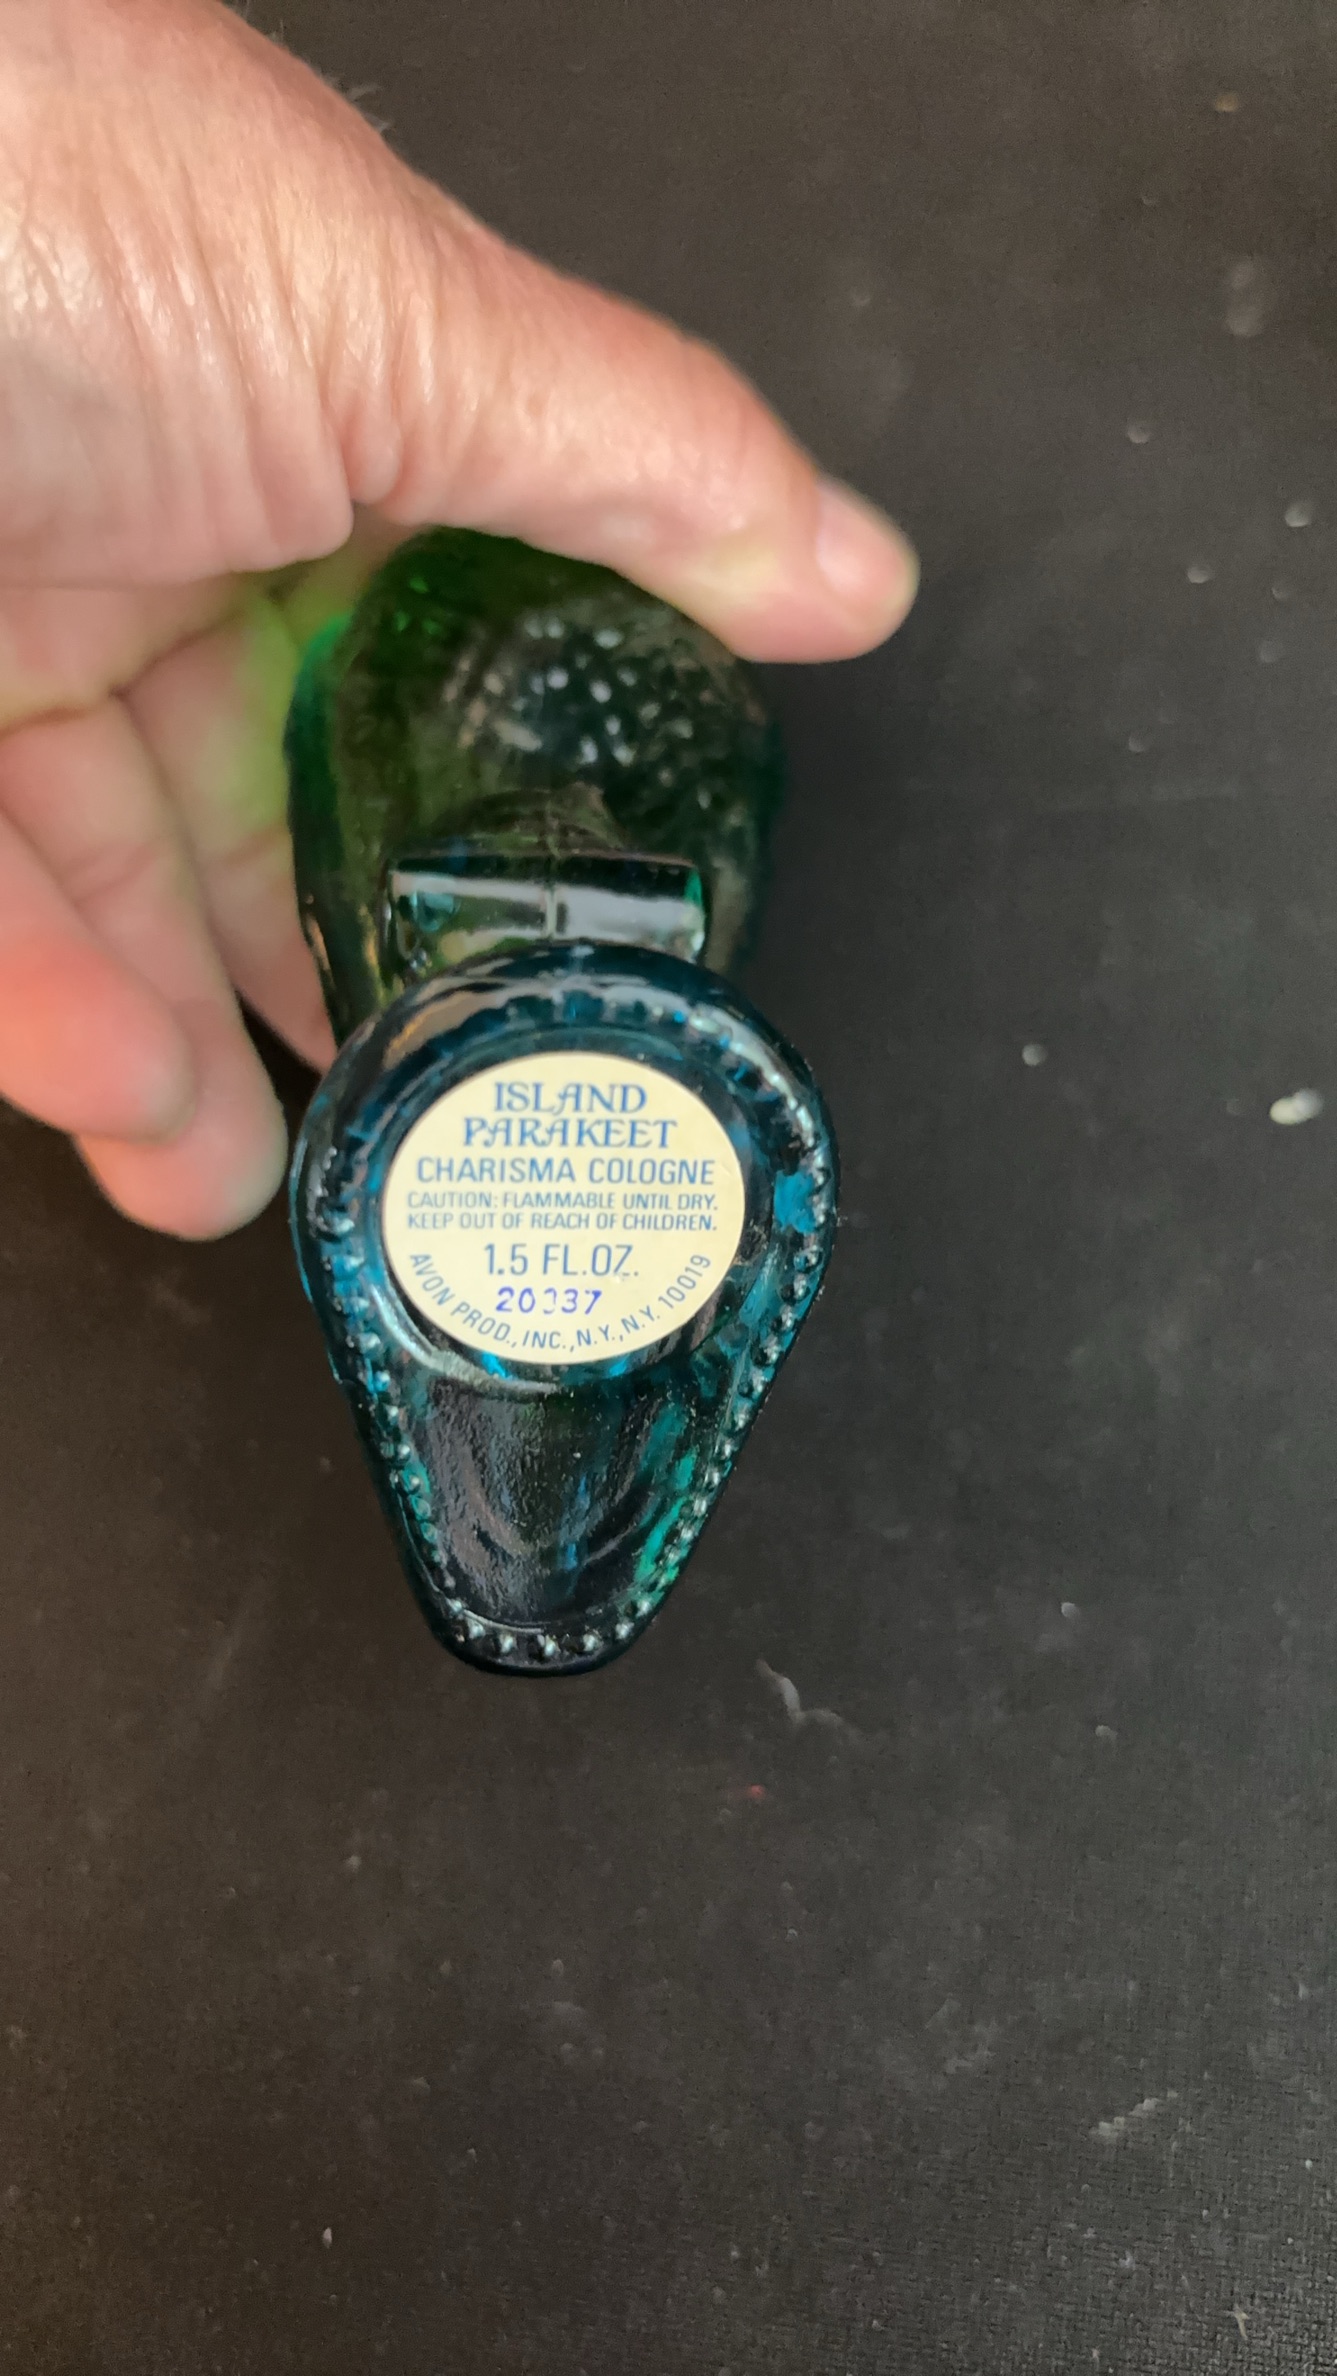 ISLAND
PARAKEET
CHARISMA COLOGNE
CAUTION: FLAMMABLE UNTIL DRY.
KEEP OUT OF REACH OF CHILDREN.
1.5 FL.OZ.
AVON PROD., INC., N.Y., N.Y. 10019